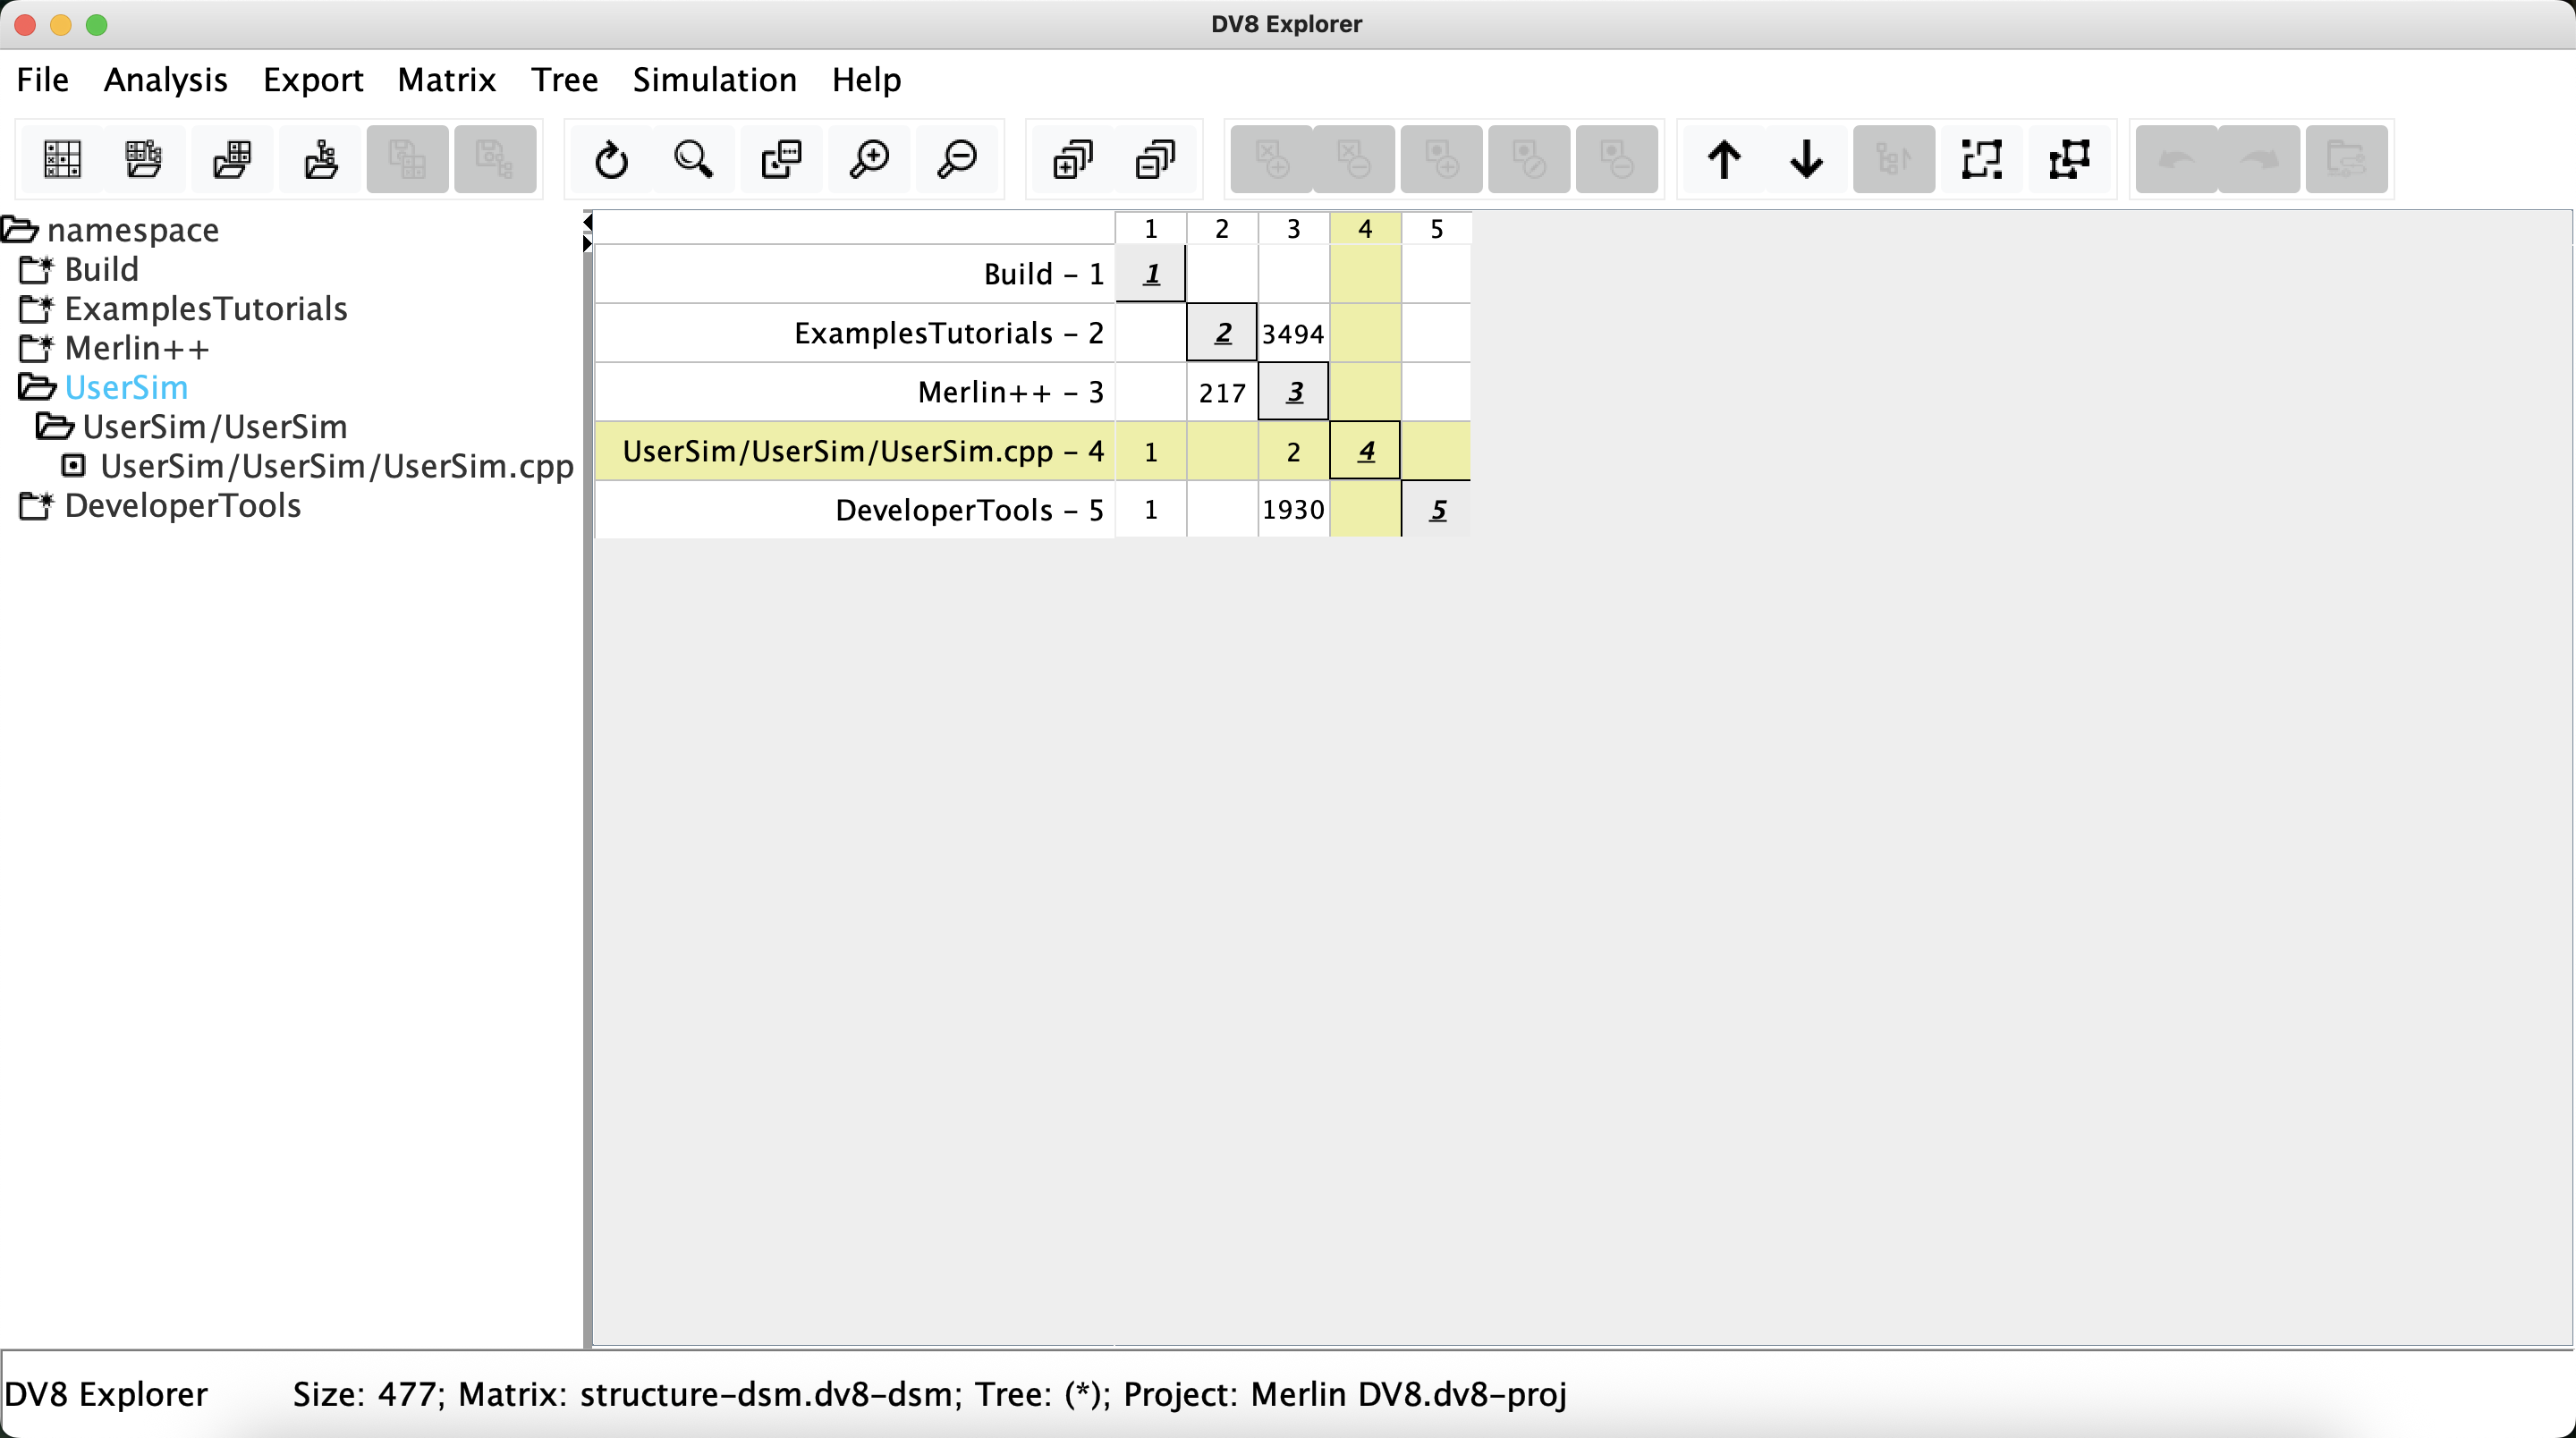 DV8 Explorer
File Analysis Export Matrix Tree Simulation Help
namespace
Build
ExamplesTutorials
Merlin++
UserSim
UserSim/UserSim
UserSim/UserSim/UserSim.cpp
DeveloperTools
1 2 3 4 5
Build - 1 1
ExamplesTutorials - 2 2 3494
Merlin++ - 3 217 3
UserSim/UserSim/UserSim.cpp - 4 1 2 4
DeveloperTools - 5 1 1930 5
DV8 Explorer Size: 477; Matrix: structure-dsm.dv8-dsm; Tree: (*); Project: Merlin DV8.dv8-proj